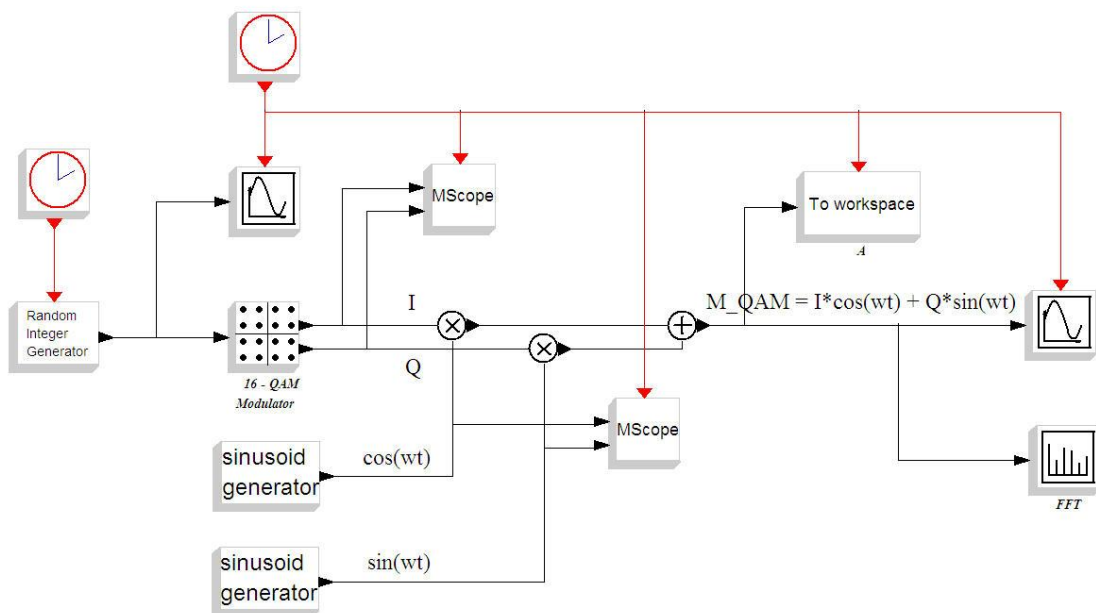 MScope
To workspace
A
Random
Integer
Generator
I
M_QAM = I*cos(wt) + Q*sin(wt)
Q
16 - QAM
Modulator
MScope
sinusoid
generator
cos(wt)
FFT
sinusoid
generator
sin(wt)